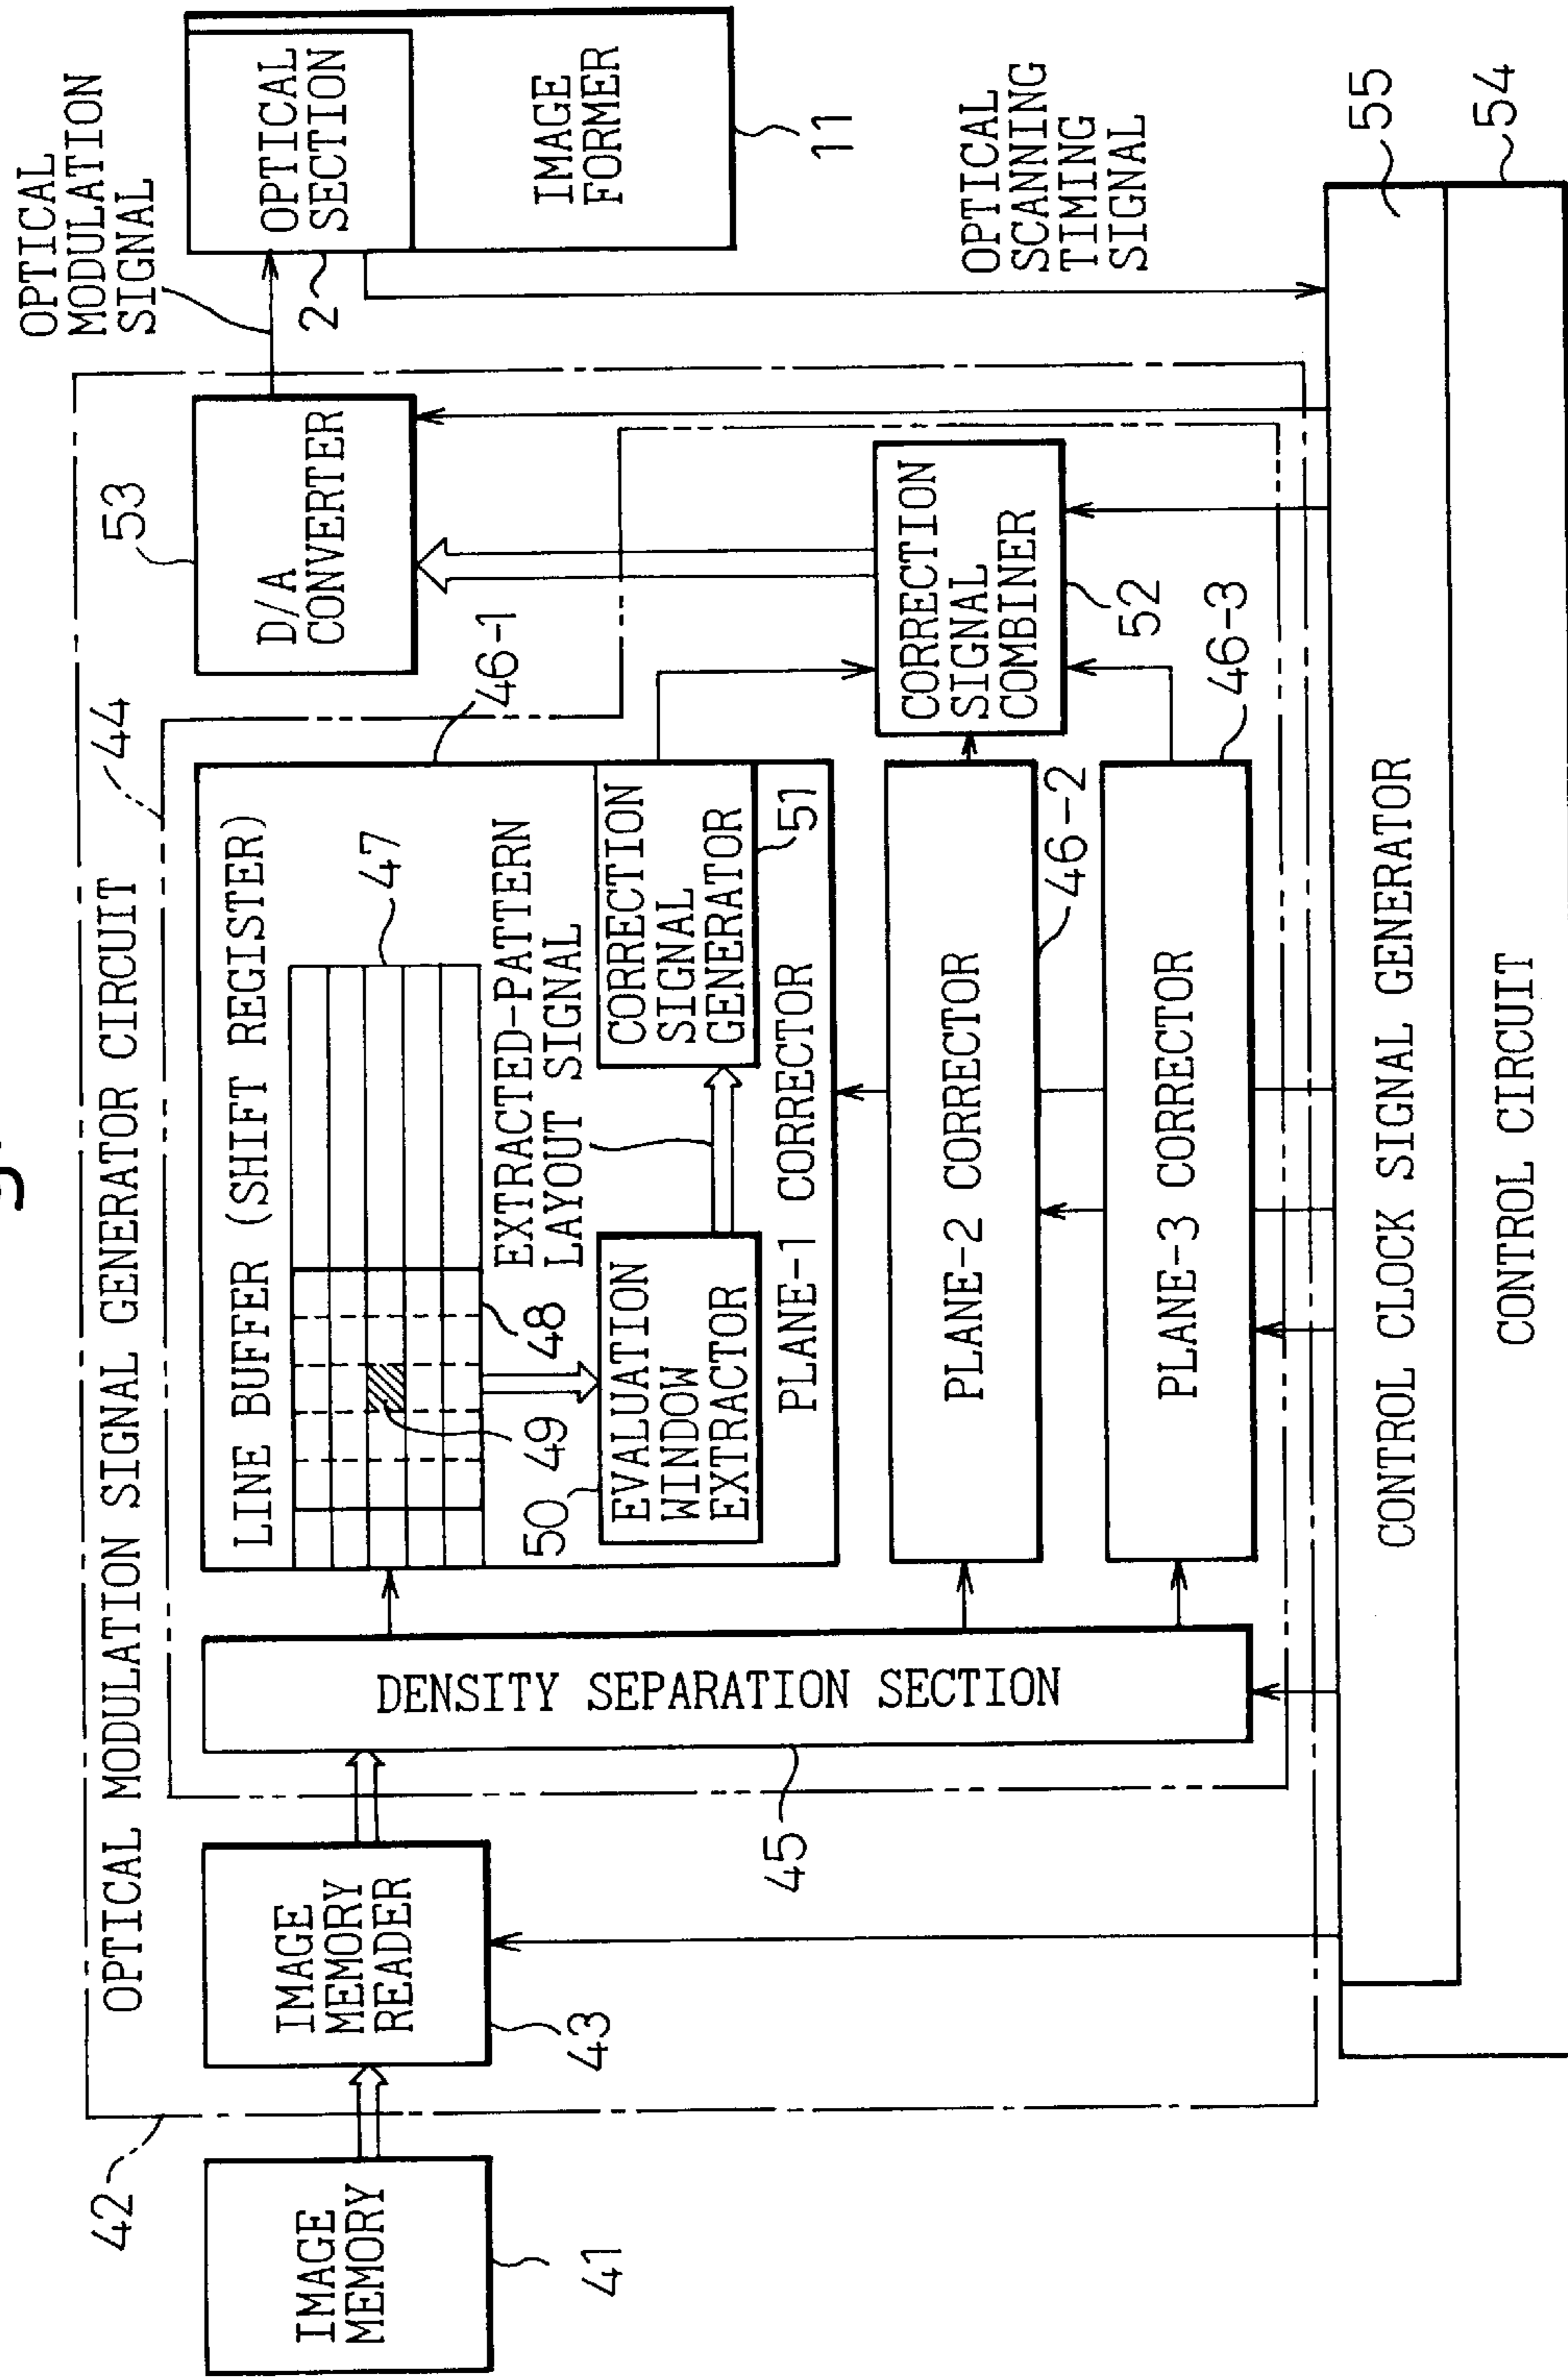 OPTICAL
MODULATION
SIGNAL
OPTICAL
SECTION
2
IMAGE
FORMER
11
OPTICAL
SCANNING
TIMING
SIGNAL
53
D/A
CONVERTER
42
44
OPTICAL MODULATION SIGNAL GENERATOR CIRCUIT
46-1
LINE BUFFER (SHIFT REGISTER)
47
48
49
EXTRACTED-PATTERN
LAYOUT SIGNAL
50
EVALUATION
WINDOW
EXTRACTOR
CORRECTION
SIGNAL
GENERATOR
51
PLANE-1 CORRECTOR
CORRECTION
SIGNAL
COMBINER
52
PLANE-2 CORRECTOR
46-2
PLANE-3 CORRECTOR
46-3
DENSITY SEPARATION SECTION
45
IMAGE
MEMORY
READER
43
IMAGE
MEMORY
41
CONTROL CLOCK SIGNAL GENERATOR
55
CONTROL CIRCUIT
54